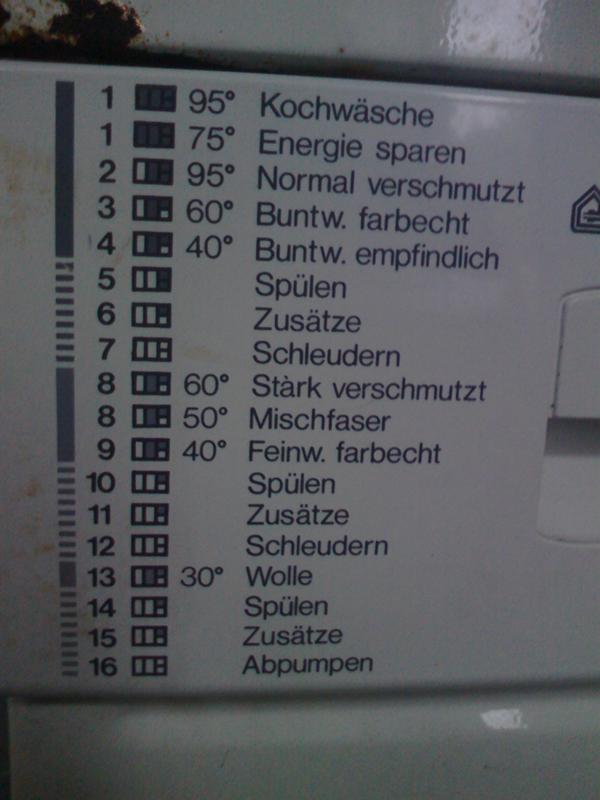 1 95° Kochwäsche
1 75° Energie sparen
2 95° Normal verschmutzt
3 60° Buntw. farbecht
4 40° Buntw. empfindlich
5 Spülen
6 Zusätze
7 Schleudern
8 60° Stark verschmutzt
8 50° Mischfaser
9 40° Feinw. farbecht
10 Spülen
11 Zusätze
12 Schleudern
13 30° Wolle
14 Spülen
15 Zusätze
16 Abpumpen